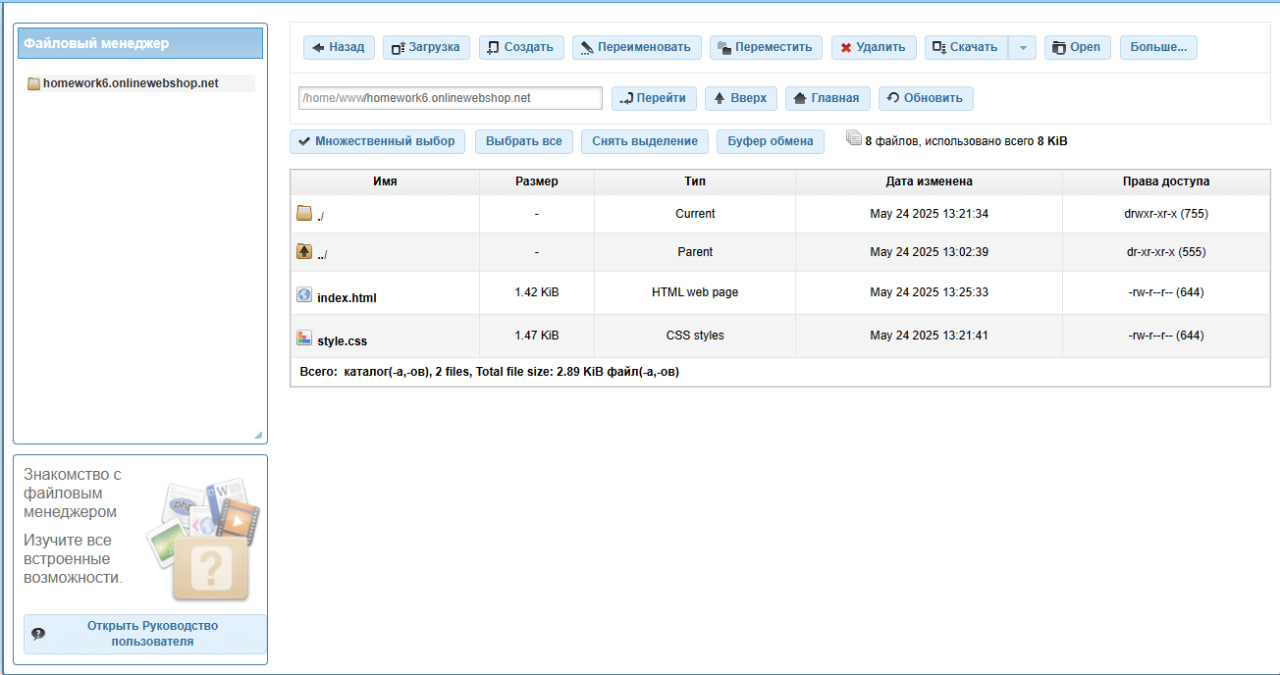 Файловый менеджер
homework6.onlinewebshop.net
Знакомство с
файловым
менеджером
Изучите все
встроенные
возможности.
Открыть Руководство
пользователя
Назад Загрузка Создать Переименовать Переместить Удалить Скачать Open Больше...
/home/www/homework6.onlinewebshop.net Перейти Вверх Главная Обновить
Множественный выбор Выбрать все Снять выделение Буфер обмена 8 файлов, использовано всего 8 KiB
Имя Размер Тип Дата изменена Права доступа
./ - Current May 24 2025 13:21:34 drwxr-xr-x (755)
../ - Parent May 24 2025 13:02:39 dr-xr-xr-x (555)
index.html 1.42 KiB HTML web page May 24 2025 13:25:33 -rw-r--r-- (644)
style.css 1.47 KiB CSS styles May 24 2025 13:21:41 -rw-r--r-- (644)
Всего: каталог(-а,-ов), 2 files, Total file size: 2.89 KiB файл(-а,-ов)